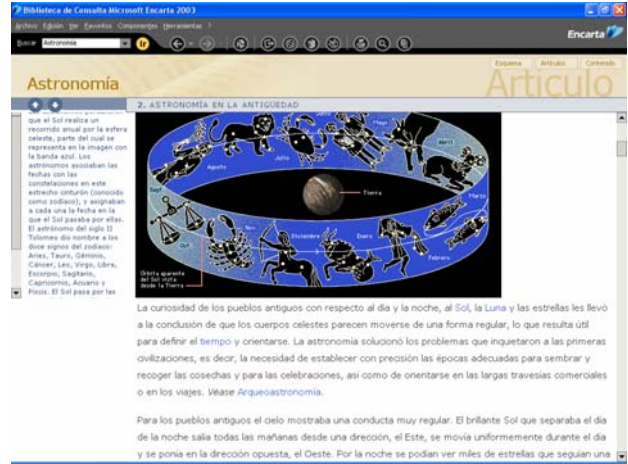 Biblioteca de Consulta Microsoft Encarta 2003
Archivo Edición Ver Favoritos Componentes Herramientas ?
Buscar Astronomía Ir
Encarta
Esquema Artículo Contenido
Astronomía
Artículo
2. ASTRONOMÍA EN LA ANTIGÜEDAD
que el Sol realiza un
recorrido anual por la esfera
celeste, parte del cual se
representa en la imagen con
la banda azul. Los
astrónomos asociaban las
fechas con las
constelaciones en este
estrecho cinturón (conocido
como zodíaco), y asignaban
a cada una la fecha en la
que el Sol pasaba por ellas.
El astrónomo del siglo II
Tolomeo dio nombre a los
doce signos del zodíaco:
Aries, Tauro, Géminis,
Cáncer, Leo, Virgo, Libra,
Escorpio, Sagitario,
Capricornio, Acuario y
Piscis. El Sol pasa por las
Mayo
Julio
Abril
Agosto
Tierra
Sept
Marzo
Oct
Nov
Diciembre
Enero
Febrero
Órbita aparente
del Sol vista
desde la Tierra
La curiosidad de los pueblos antiguos con respecto al día y la noche, al Sol, la Luna y las estrellas les llevó
a la conclusión de que los cuerpos celestes parecen moverse de una forma regular, lo que resulta útil
para definir el tiempo y orientarse. La astronomía solucionó los problemas que inquietaron a las primeras
civilizaciones, es decir, la necesidad de establecer con precisión las épocas adecuadas para sembrar y
recoger las cosechas y para las celebraciones, así como de orientarse en las largas travesías comerciales
o en los viajes. Véase Arqueoastronomía.
Para los pueblos antiguos el cielo mostraba una conducta muy regular. El brillante Sol que separaba el día
de la noche salía todas las mañanas desde una dirección, el Este, se movía uniformemente durante el día
y se ponía en la dirección opuesta, el Oeste. Por la noche se podían ver miles de estrellas que seguían una